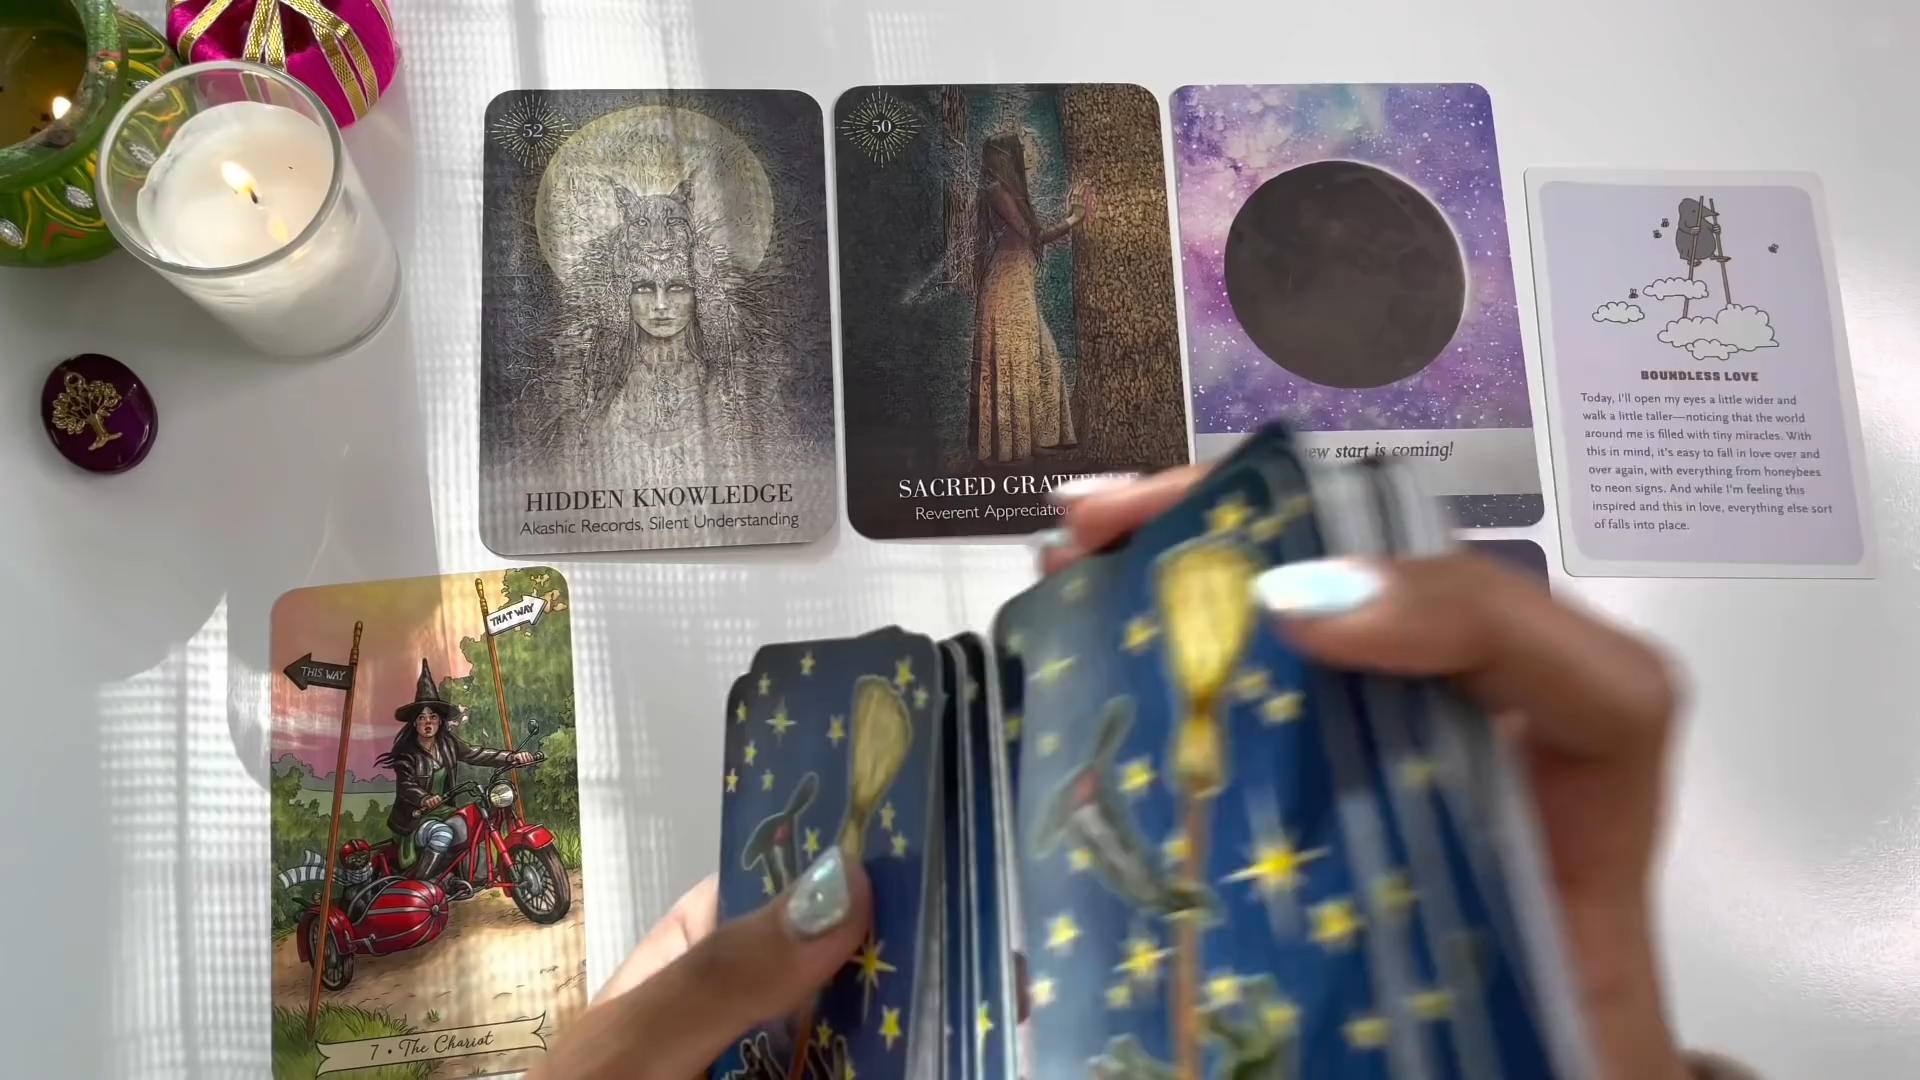 52
HIDDEN KNOWLEDGE
Akashic Records, Silent Understanding
50
SACRED
Reverent
start is coming!
BOUNDLESS LOVE
Today, I'll open my eyes a little wider and
walk a little taller—noticing that the world
around me is filled with tiny miracles. With
this in mind, it's easy to fall in love over and
over again, with everything from honeybees
to neon signs. And while I'm feeling this
inspired and this in love, everything else sort
of falls into place.
THIS WAY
THAT WAY
7 • The Chariot